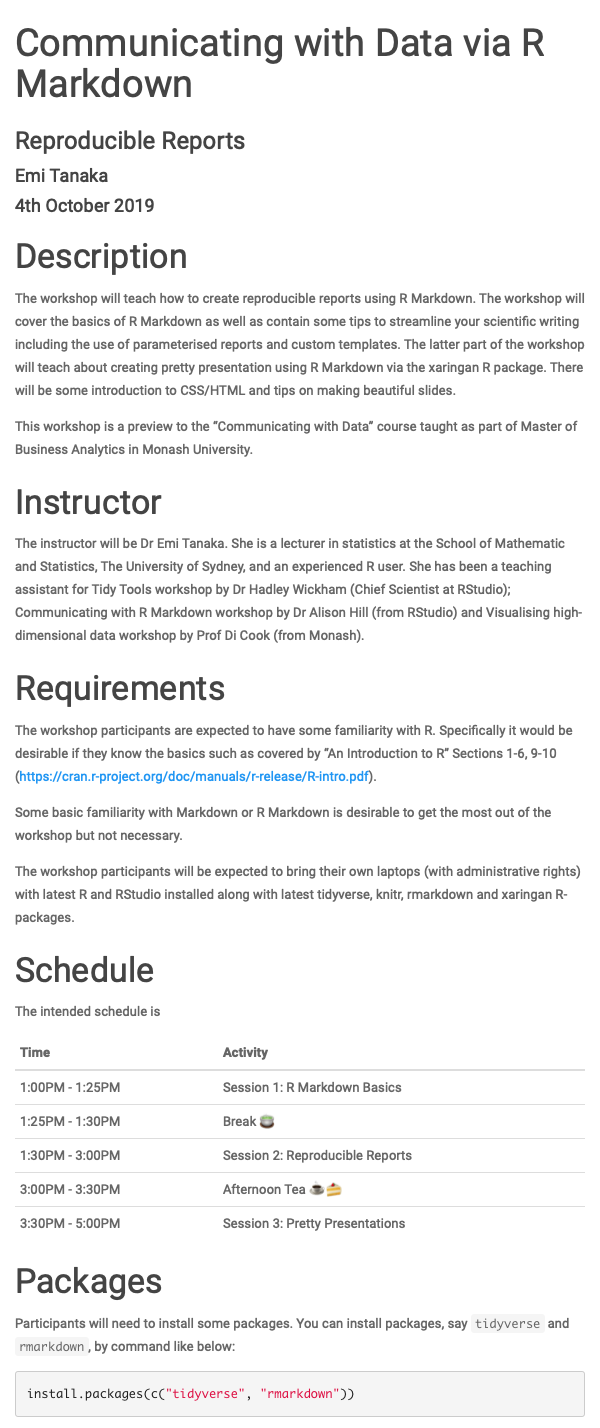 Communicating with Data via R
Markdown
Reproducible Reports
Emi Tanaka
4th October 2019
Description
The workshop will teach how to create reproducible reports using R Markdown. The workshop will
cover the basics of R Markdown as well as contain some tips to streamline your scientific writing
including the use of parameterised reports and custom templates. The latter part of the workshop
will teach about creating pretty presentation using R Markdown via the xaringan R package. There
will be some introduction to CSS/HTML and tips on making beautiful slides.
This workshop is a preview to the “Communicating with Data” course taught as part of Master of
Business Analytics in Monash University.
Instructor
The instructor will be Dr Emi Tanaka. She is a lecturer in statistics at the School of Mathematic
and Statistics, The University of Sydney, and an experienced R user. She has been a teaching
assistant for Tidy Tools workshop by Dr Hadley Wickham (Chief Scientist at RStudio);
Communicating with R Markdown workshop by Dr Alison Hill (from RStudio) and Visualising high-
dimensional data workshop by Prof Di Cook (from Monash).
Requirements
The workshop participants are expected to have some familiarity with R. Specifically it would be
desirable if they know the basics such as covered by “An Introduction to R” Sections 1-6, 9-10
(https://cran.r-project.org/doc/manuals/r-release/R-intro.pdf).
Some basic familiarity with Markdown or R Markdown is desirable to get the most out of the
workshop but not necessary.
The workshop participants will be expected to bring their own laptops (with administrative rights)
with latest R and RStudio installed along with latest tidyverse, knitr, rmarkdown and xaringan R-
packages.
Schedule
The intended schedule is
Time Activity
1:00PM - 1:25PM Session 1: R Markdown Basics
1:25PM - 1:30PM Break 🍵
1:30PM - 3:00PM Session 2: Reproducible Reports
3:00PM - 3:30PM Afternoon Tea ☕🍰
3:30PM - 5:00PM Session 3: Pretty Presentations
Packages
Participants will need to install some packages. You can install packages, say tidyverse and
rmarkdown, by command like below:
install.packages(c("tidyverse", "rmarkdown"))